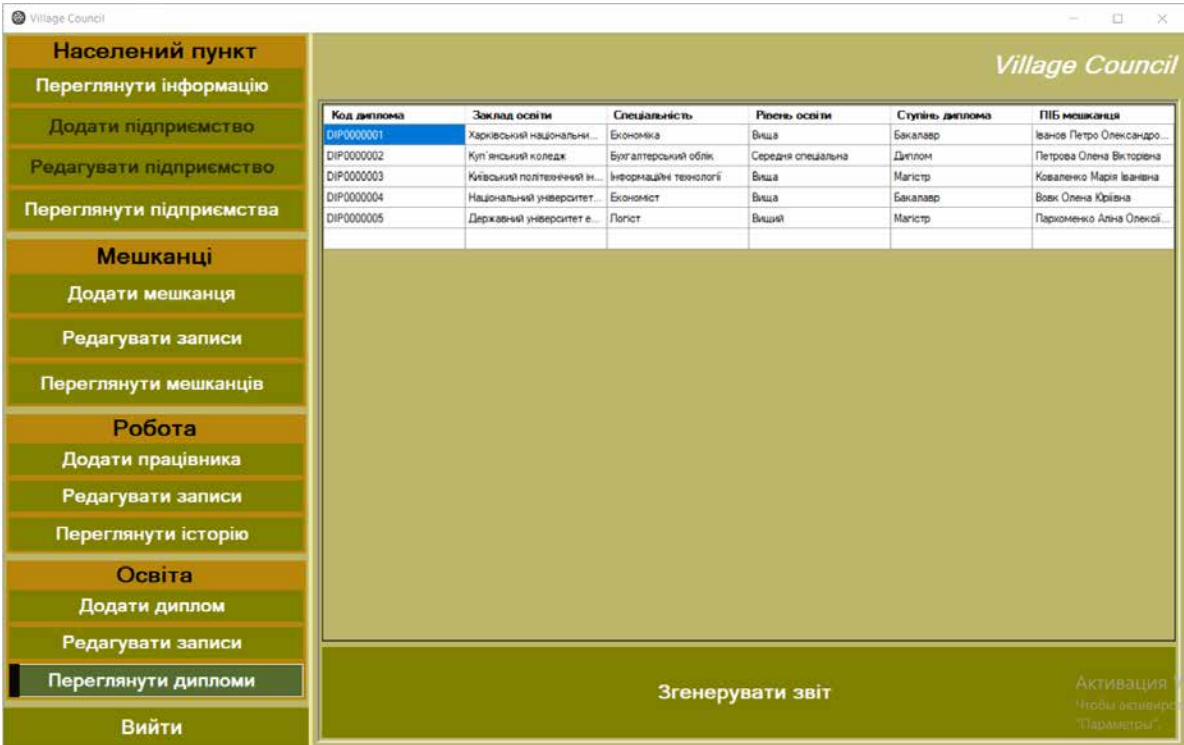 Village Council
Населений пункт
Переглянути інформацію
Додати підприємство
Редагувати підприємство
Переглянути підприємства
Мешканці
Додати мешканця
Редагувати записи
Переглянути мешканців
Робота
Додати працівника
Редагувати записи
Переглянути історію
Освіта
Додати диплом
Редагувати записи
Переглянути дипломи
Вийти
Village Council
Код диплома Заклад освіти Спеціальність Рівень освіти Ступінь диплома ПІБ мешканця
DIP0000001 Харківський національни... Економіка Вища Бакалавр Іванов Петро Олександро...
DIP0000002 Куп'янський коледж Бухгалтерський облік Середня спеціальна Диплом Петрова Олена Вікторівна
DIP0000003 Київський політехнічний ін... Інформаційні технології Вища Магістр Коваленко Марія Іванівна
DIP0000004 Національний університет... Економіст Вища Бакалавр Вовк Олена Юріївна
DIP0000005 Державний університет е... Логіст Вищий Магістр Пархоменко Аліна Олексії...
Згенерувати звіт
Активация
Чтобы
"Параметры".